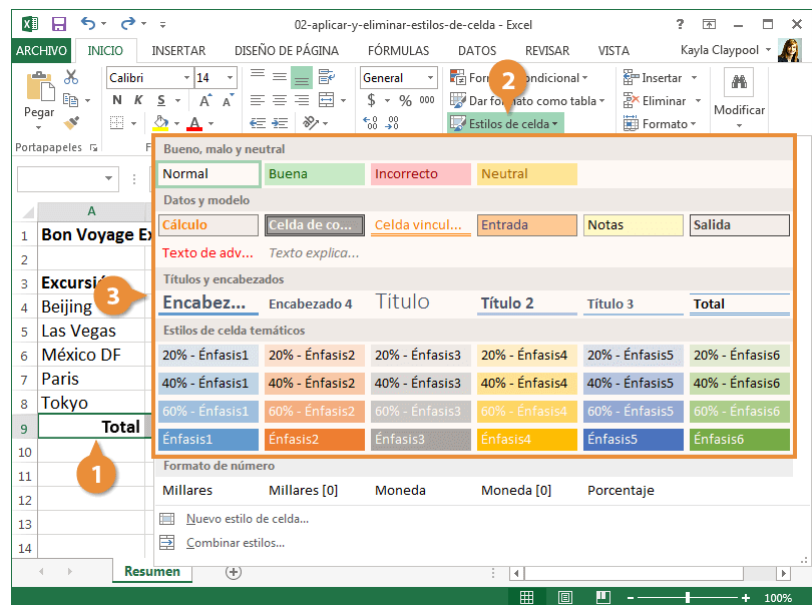 02-aplicar-y-eliminar-estilos-de-celda - Excel ?
ARCHIVO INICIO INSERTAR DISEÑO DE PÁGINA FÓRMULAS DATOS REVISAR VISTA Kayla Claypool
Pegar
Calibri 14
N K S A A
A
General
$ % 000
Dar formato como tabla
Estilos de celda
2
Insertar
Eliminar
Formato
Modificar
Portapapeles
Bueno, malo y neutral
Normal Buena Incorrecto Neutral
Datos y modelo
Cálculo Celda de co... Celda vincul... Entrada Notas Salida
Texto de adv... Texto explica...
Títulos y encabezados
Encabez... Encabezado 4 Titulo Título 2 Título 3 Total
Estilos de celda temáticos
20% - Énfasis1 20% - Énfasis2 20% - Énfasis3 20% - Énfasis4 20% - Énfasis5 20% - Énfasis6
40% - Énfasis1 40% - Énfasis2 40% - Énfasis3 40% - Énfasis4 40% - Énfasis5 40% - Énfasis6
60% - Énfasis1 60% - Énfasis2 60% - Énfasis3 60% - Énfasis4 60% - Énfasis5 60% - Énfasis6
Énfasis1 Énfasis2 Énfasis3 Énfasis4 Énfasis5 Énfasis6
Formato de número
Millares Millares [0] Moneda Moneda [0] Porcentaje
Nuevo estilo de celda...
Combinar estilos...
A
1 Bon Voyage
2
3
3
4 Beijing
5 Las Vegas
6 México DF
7 Paris
8 Tokyo
9 Total
10
11
1
12
13
14
Resumen
100%